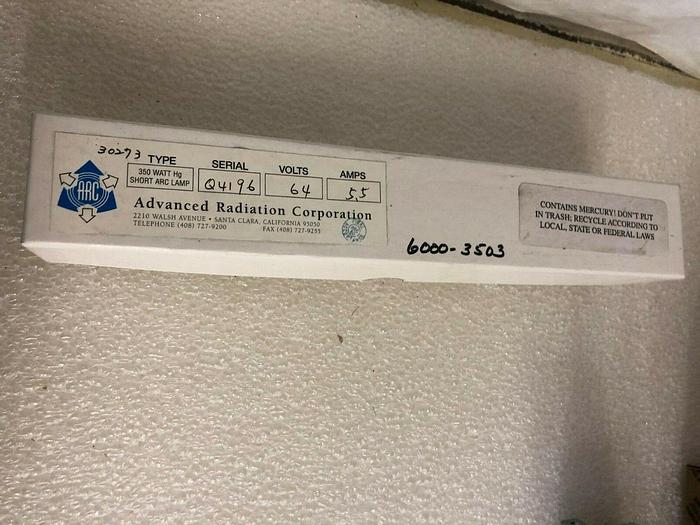 30273
TYPE
350 WATT Hg
SHORT ARC LAMP
SERIAL
Q4196
VOLTS
64
AMPS
5.5
ARC
Advanced Radiation Corporation
2210 WALSH AVENUE • SANTA CLARA, CALIFORNIA 95050
TELEPHONE (408) 727-9200 FAX (408) 727-9255
6000-3503
CONTAINS MERCURY! DON'T PUT
IN TRASH; RECYCLE ACCORDING TO
LOCAL, STATE OR FEDERAL LAWS